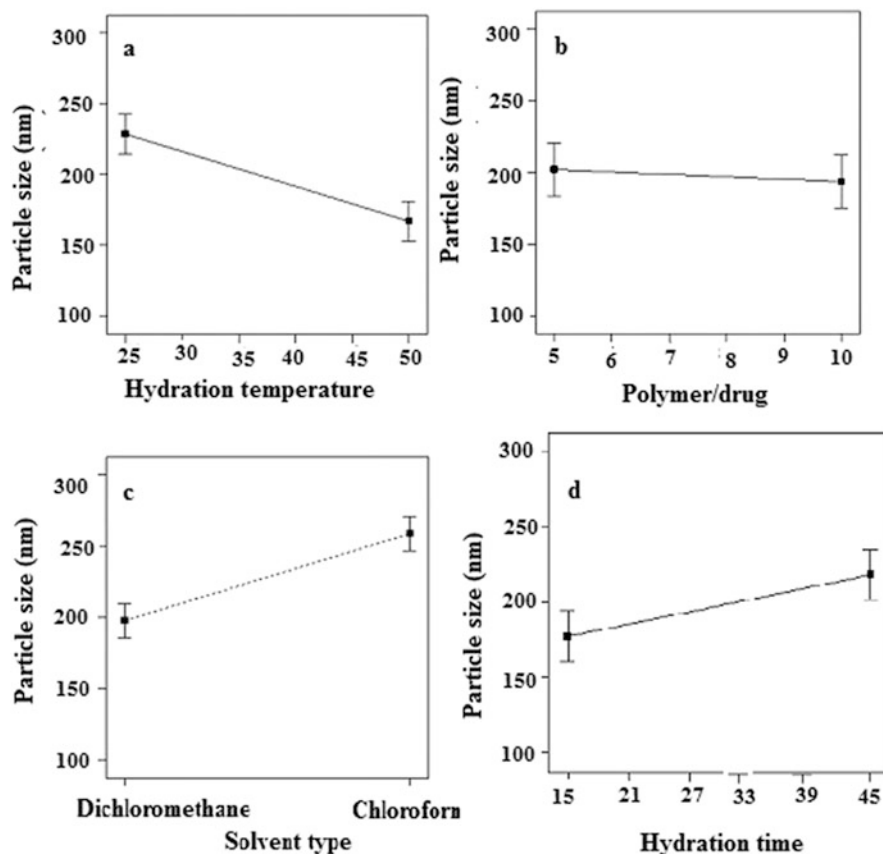 a
Particle size (nm)
300
250
200
150
100
25 30 35 40 45 50
Hydration temperature
b
Particle size (nm)
300
250
200
150
100
5 6 7 8 9 10
Polymer/drug
c
Particle size (nm)
300
250
200
150
100
Dichloromethane Chloroforn
Solvent type
d
Particle size (nm)
300
250
200
150
100
15 21 27 33 39 45
Hydration time